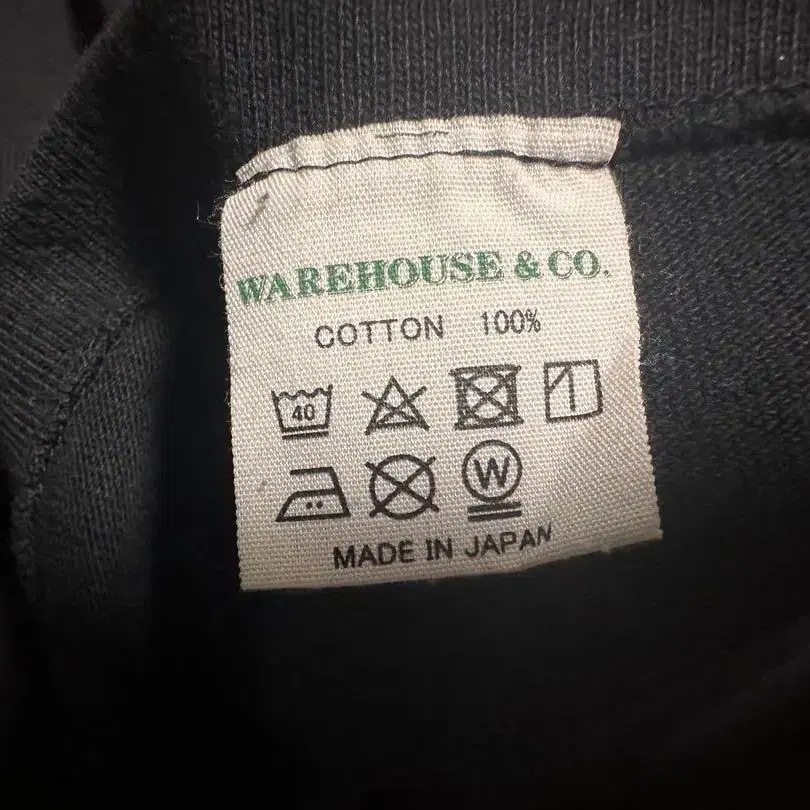 WAREHOUSE & CO.
COTTON 100%
40
W
MADE IN JAPAN